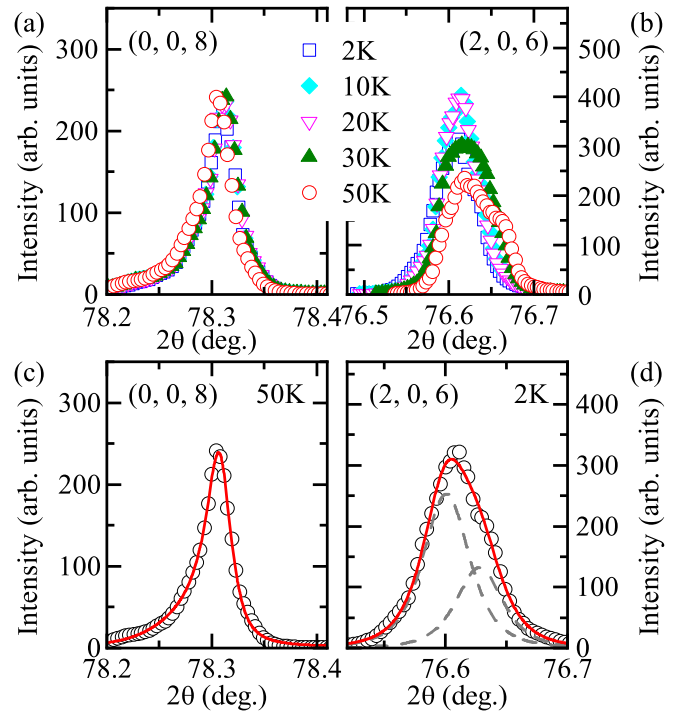 (a)
(0, 0, 8)
(2, 0, 6)
(b)
2K
10K
20K
30K
50K
300
200
100
0
500
400
300
200
100
0
Intensity (arb. units)
Intensity (arb. units)
78.2
78.3
78.4
76.5
76.6
76.7
2θ (deg.)
2θ (deg.)
(c)
(0, 0, 8)
50K
(2, 0, 6)
2K
(d)
300
200
100
0
400
300
200
100
0
Intensity (arb. units)
Intensity (arb. units)
78.2
78.3
78.4
76.6
76.7
2θ (deg.)
2θ (deg.)